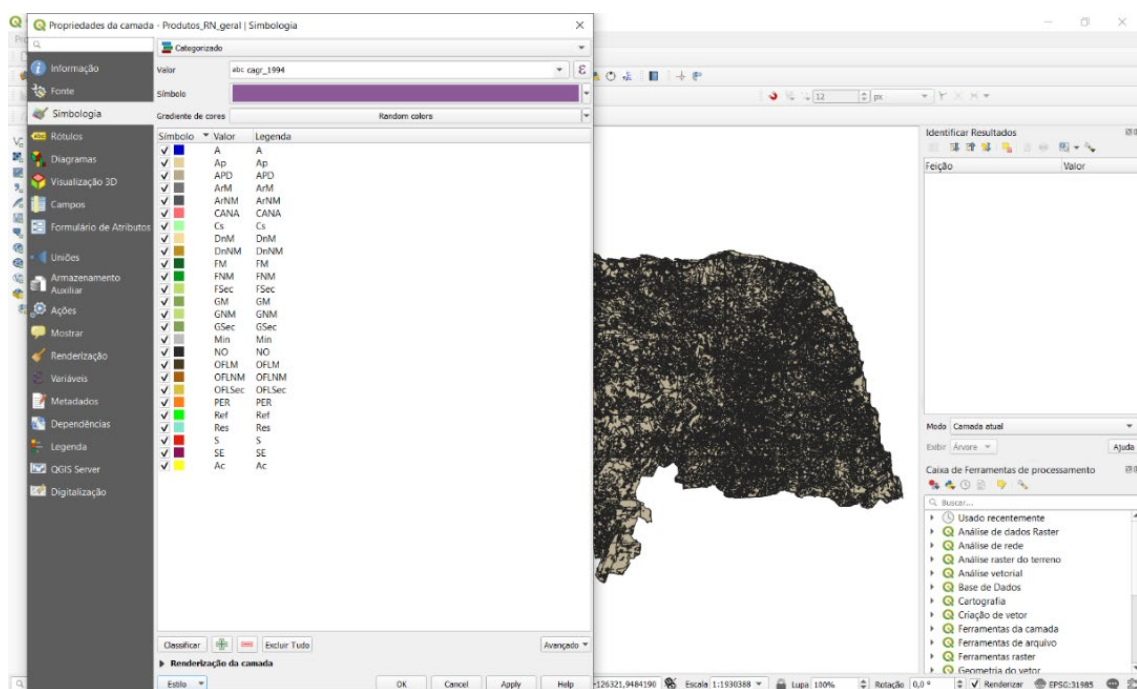 Propriedades da camada - Produtos_RN_geral | Simbologia
Informação
Fonte
Simbologia
Rótulos
Diagramas
Visualização 3D
Campos
Formulário de Atributos
Uniões
Armazenamento
Auxiliar
Ações
Mostrar
Renderização
Variáveis
Metadados
Dependências
Legenda
QGIS Server
Digitalização
Categorizado
Valor abc cagr_1994
Símbolo
Gradiente de cores Random colors
Símbolo Valor Legenda
A A
Ap Ap
APD APD
ArM ArM
ArNM ArNM
CANA CANA
Cs Cs
DnM DnM
DnNM DnNM
FM FM
FNM FNM
FSec FSec
GM GM
GNM GNM
GSec GSec
Min Min
NO NO
OFLM OFLM
OFLNM OFLNM
OFLSec OFLSec
PER PER
Ref Ref
Res Res
S S
SE SE
Ac Ac
Classificar Excluir Tudo Avançado
Renderização da camada
Estilo OK Cancel Apply Help
12 px
Identificar Resultados
Feição Valor
Modo Camada atual
Exibir Árvore Ajuda
Caixa de Ferramentas de processamento
Buscar...
Usado recentemente
Análise de dados Raster
Análise de rede
Análise raster do terreno
Análise vetorial
Base de Dados
Cartografia
Criação de vetor
Ferramentas da camada
Ferramentas de arquivo
Ferramentas raster
Geometria do vetor
-126321,9484190 Escala 1:1930388 Lupa 100% Rotação 0,0 ° Renderizar EPSG:31985